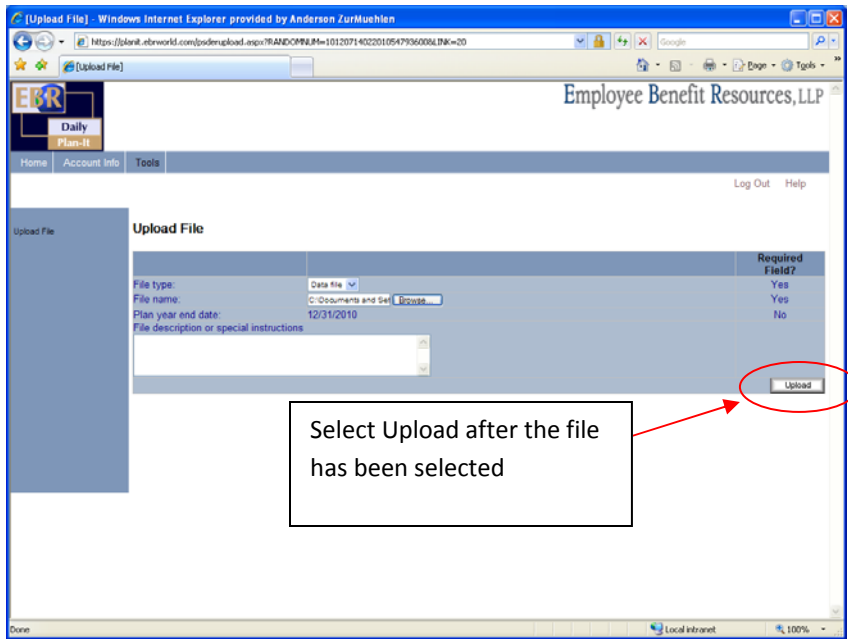 [Upload File] - Windows Internet Explorer provided by Anderson ZurMuehlen
https://planit.ebrworld.com/psderupload.aspx?RANDOMNUM=10120714022010547936008LINK=20
Google
[Upload File]
Page
Tools
EBR
Daily
Plan-It
Employee Benefit Resources, LLP
Home Account Info Tools
Log Out Help
Upload File
Upload File
Required
Field?
File type: Data file Yes
File name: C:\Documents and Set Browse... Yes
Plan year end date: 12/31/2010 No
File description or special instructions
Upload
Select Upload after the file
has been selected
Done Local intranet 100%